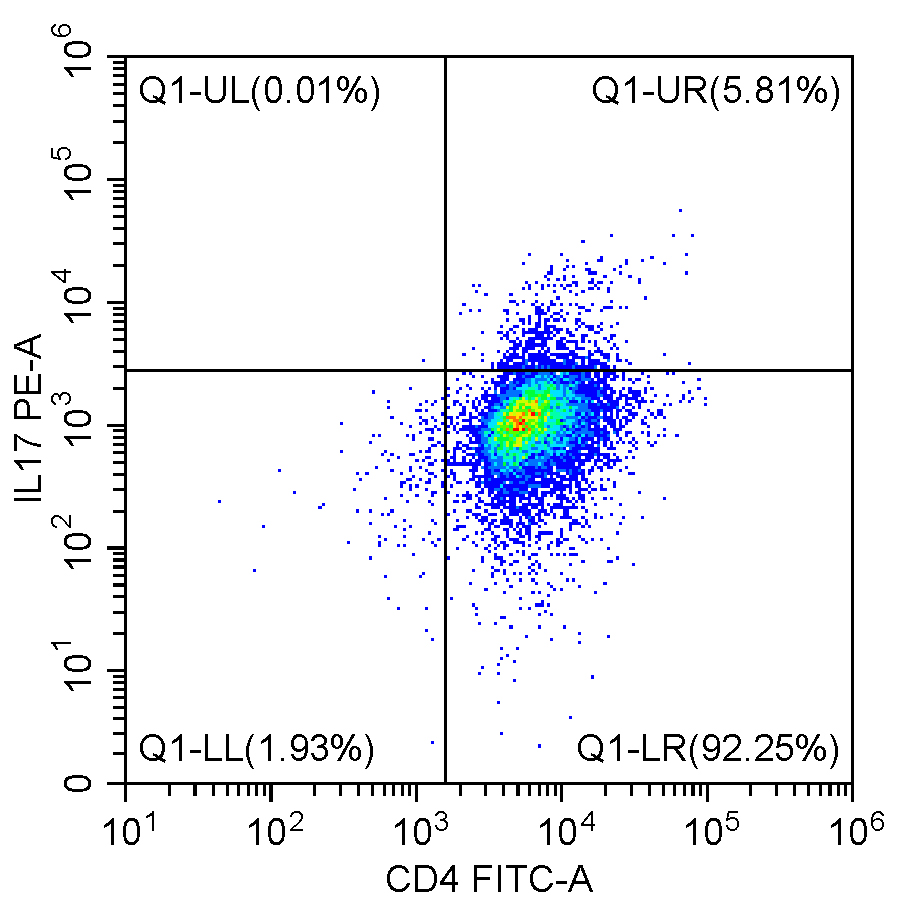 Q1-UL(0.01%)
Q1-UR(5.81%)
Q1-LL(1.93%)
Q1-LR(92.25%)
IL17 PE-A
10^6
10^5
10^4
10^3
10^2
10^1
0
10^1
10^2
10^3
10^4
10^5
10^6
CD4 FITC-A